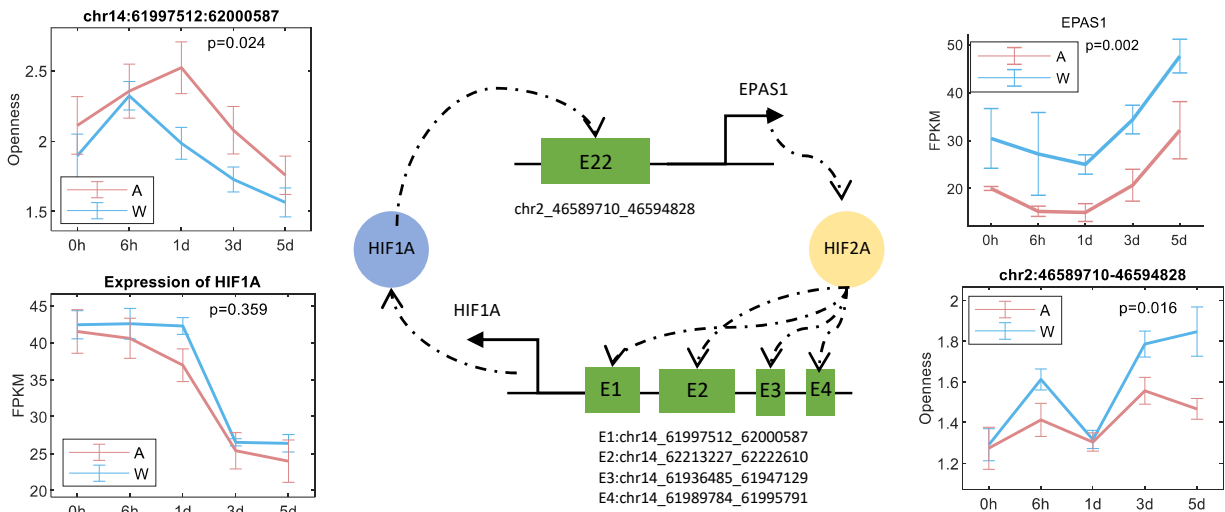 chr14:61997512:62000587
p=0.024
Openness
2.5
2
1.5
A
W
0h 6h 1d 3d 5d
Expression of HIF1A
p=0.359
FPKM
45
40
35
30
25
20
A
W
0h 6h 1d 3d 5d
EPAS1
E22
chr2_46589710_46594828
HIF1A
HIF2A
HIF1A
E1 E2 E3 E4
E1:chr14_61997512_62000587
E2:chr14_62213227_62222610
E3:chr14_61936485_61947129
E4:chr14_61989784_61995791
EPAS1
p=0.002
FPKM
50
40
30
20
A
W
0h 6h 1d 3d 5d
chr2:46589710-46594828
p=0.016
Openness
2
1.8
1.6
1.4
1.2
A
W
0h 6h 1d 3d 5d